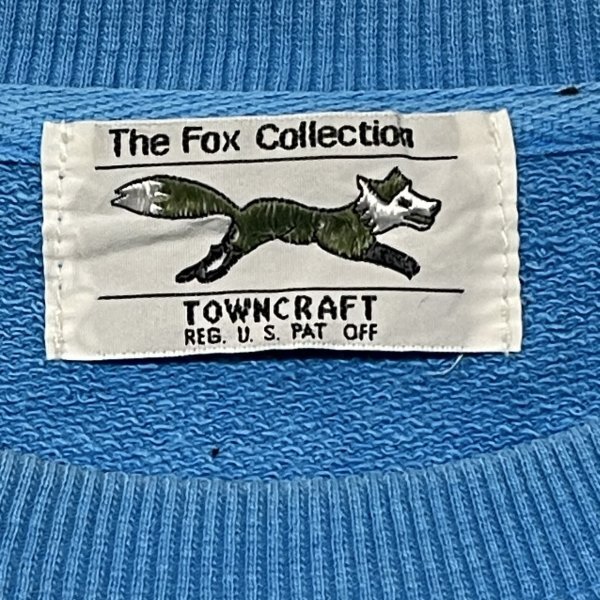 The Fox Collection
TOWNCRAFT
REG. U. S. PAT OFF